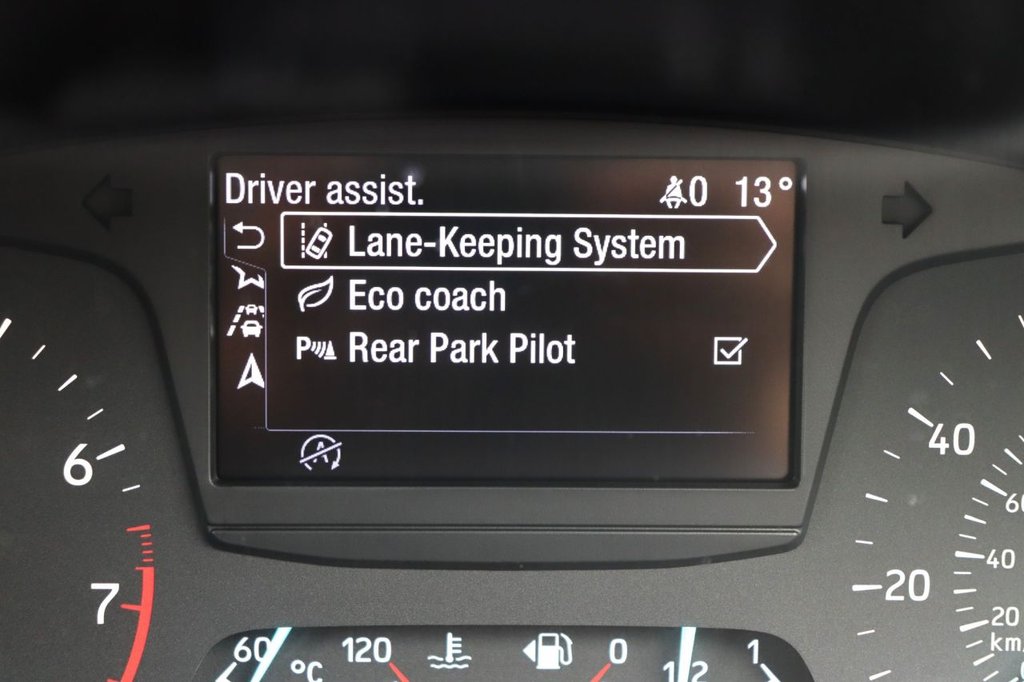 Driver assist. 0 13°
Lane-Keeping System
Eco coach
P Rear Park Pilot
A
6
7
40
20
60
40
20
km/
60 °C 120
0 1/2 1